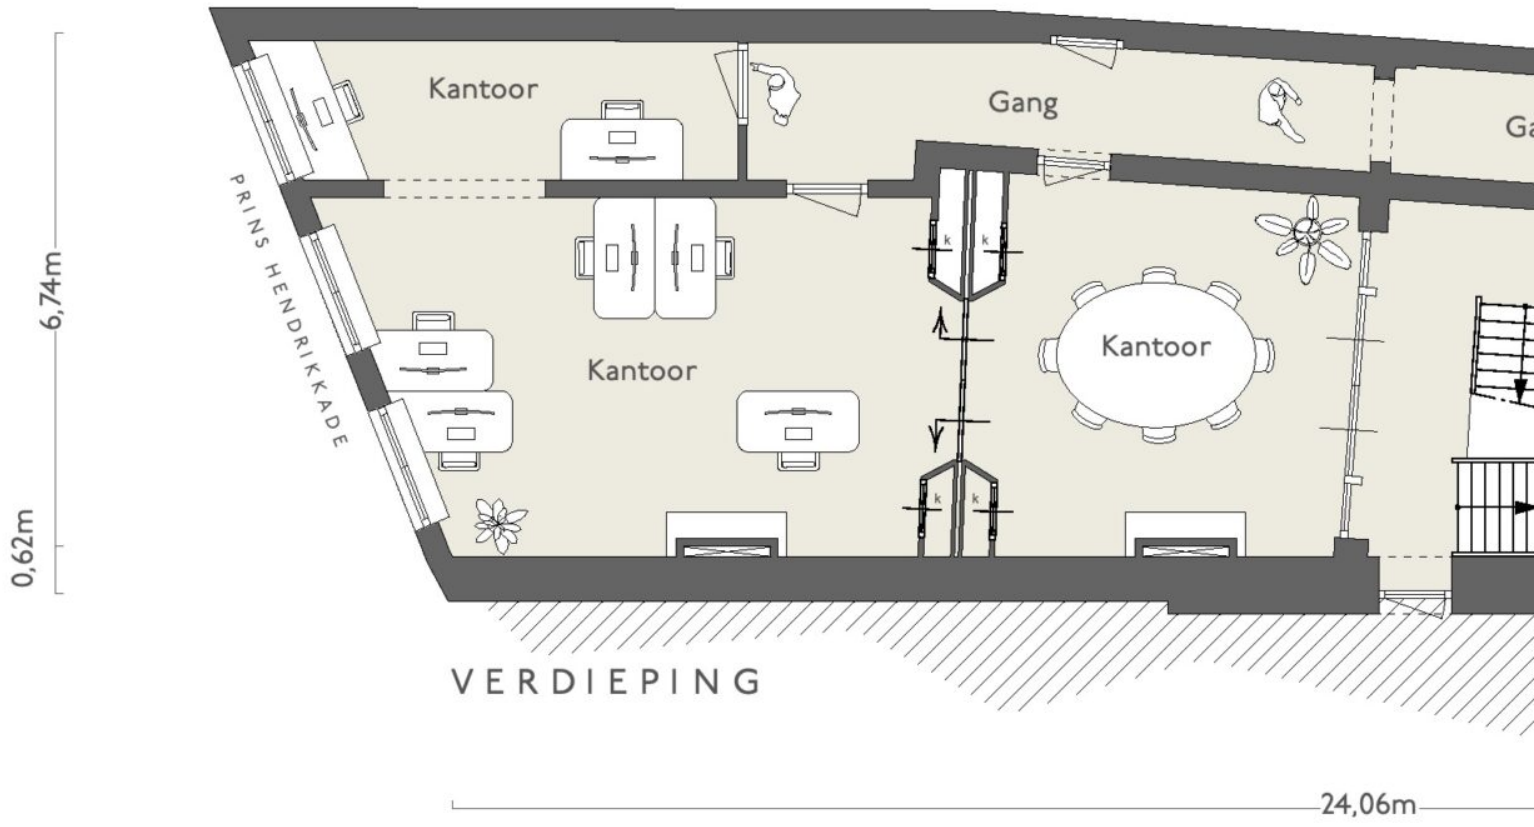 Kantoor
Gang
Ga
PRINS HENDRIKKADE
6,74m
k
k
Kantoor
Kantoor
k
k
0,62m
VERDIEPING
24,06m